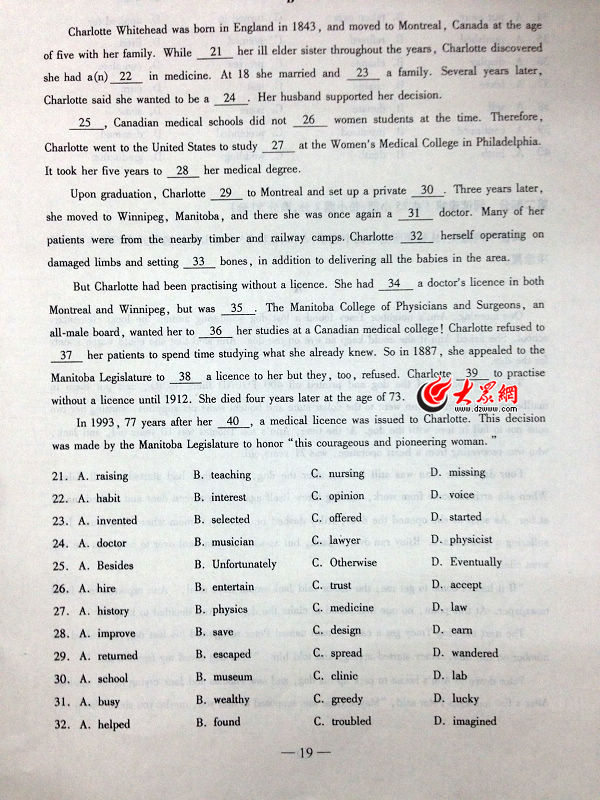 B
Charlotte Whitehead was born in England in 1843, and moved to Montreal, Canada at the age
of five with her family. While 21 her ill elder sister throughout the years, Charlotte discovered
she had a(n) 22 in medicine. At 18 she married and 23 a family. Several years later,
Charlotte said she wanted to be a 24 . Her husband supported her decision.
25 , Canadian medical schools did not 26 women students at the time. Therefore,
Charlotte went to the United States to study 27 at the Women's Medical College in Philadelphia.
It took her five years to 28 her medical degree.
Upon graduation, Charlotte 29 to Montreal and set up a private 30 . Three years later,
she moved to Winnipeg, Manitoba, and there she was once again a 31 doctor. Many of her
patients were from the nearby timber and railway camps. Charlotte 32 herself operating on
damaged limbs and setting 33 bones, in addition to delivering all the babies in the area.
But Charlotte had been practising without a licence. She had 34 a doctor's licence in both
Montreal and Winnipeg, but was 35 . The Manitoba College of Physicians and Surgeons, an
all-male board, wanted her to 36 her studies at a Canadian medical college! Charlotte refused to
37 her patients to spend time studying what she already knew. So in 1887, she appealed to the
Manitoba Legislature to 38 a licence to her but they, too, refused. Charlotte 39 to practise
without a licence until 1912. She died four years later at the age of 73.
大众網
www.dzwww.com
In 1993, 77 years after her 40 , a medical licence was issued to Charlotte. This decision
was made by the Manitoba Legislature to honor "this courageous and pioneering woman."
21. A. raising B. teaching C. nursing D. missing
22. A. habit B. interest C. opinion D. voice
23. A. invented B. selected C. offered D. started
24. A. doctor B. musician C. lawyer D. physicist
25. A. Besides B. Unfortunately C. Otherwise D. Eventually
26. A. hire B. entertain C. trust D. accept
27. A. history B. physics C. medicine D. law
28. A. improve B. save C. design D. earn
29. A. returned B. escaped C. spread D. wandered
30. A. school B. museum C. clinic D. lab
31. A. busy B. wealthy C. greedy D. lucky
32. A. helped B. found C. troubled D. imagined
— 19 —